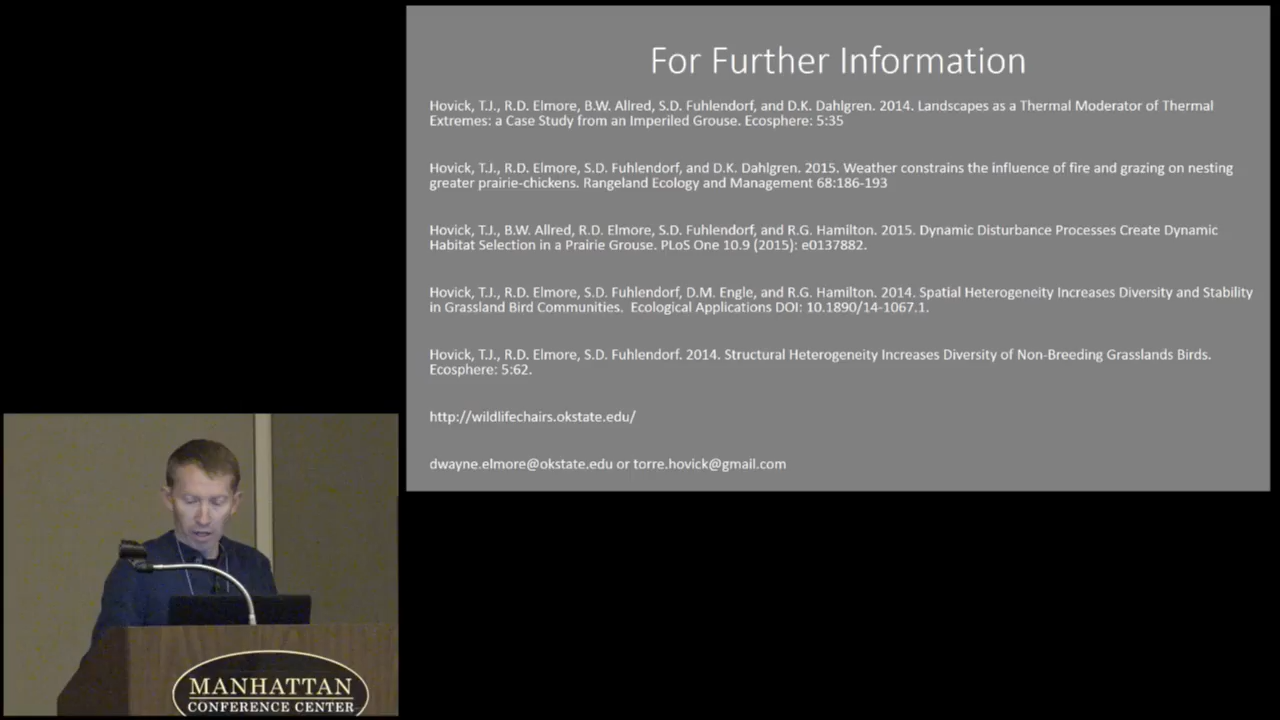 For Further Information
Hovick, T.J., R.D. Elmore, B.W. Allred, S.D. Fuhlendorf, and D.K. Dahlgren. 2014. Landscapes as a Thermal Moderator of Thermal
Extremes: a Case Study from an Imperiled Grouse. Ecosphere: 5:35
Hovick, T.J., R.D. Elmore, S.D. Fuhlendorf, and D.K. Dahlgren. 2015. Weather constrains the influence of fire and grazing on nesting
greater prairie-chickens. Rangeland Ecology and Management 68:186-193
Hovick, T.J., B.W. Allred, R.D. Elmore, S.D. Fuhlendorf, and R.G. Hamilton. 2015. Dynamic Disturbance Processes Create Dynamic
Habitat Selection in a Prairie Grouse. PLoS One 10.9 (2015): e0137882.
Hovick, T.J., R.D. Elmore, S.D. Fuhlendorf, D.M. Engle, and R.G. Hamilton. 2014. Spatial Heterogeneity Increases Diversity and Stability
in Grassland Bird Communities. Ecological Applications DOI: 10.1890/14-1067.1.
Hovick, T.J., R.D. Elmore, S.D. Fuhlendorf. 2014. Structural Heterogeneity Increases Diversity of Non-Breeding Grasslands Birds.
Ecosphere: 5:62.
http://wildlifechairs.okstate.edu/
dwayne.elmore@okstate.edu or torre.hovick@gmail.com
MANHATTAN
CONFERENCE CENTER